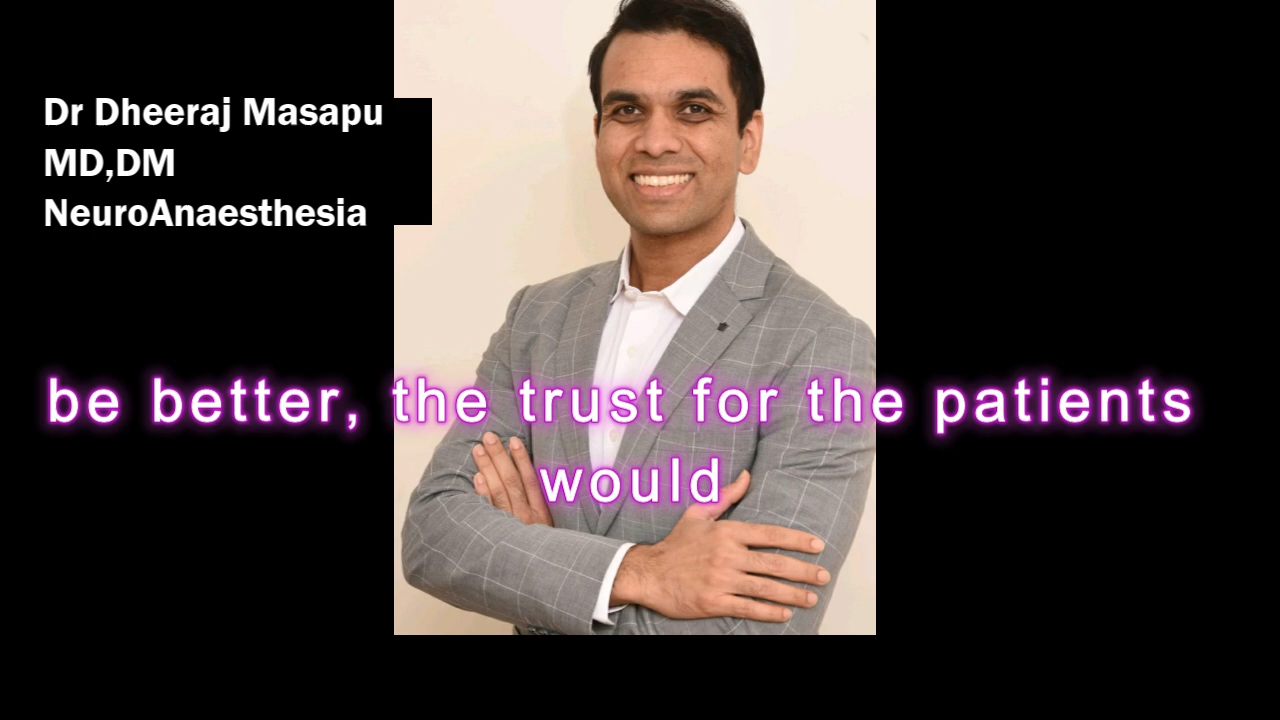 Dr Dheeraj Masapu
MD,DM
NeuroAnaesthesia
be better, the trust for the patients
would